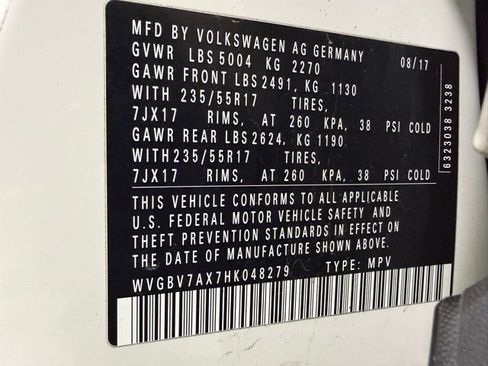 MFD BY VOLKSWAGEN AG GERMANY 08/17
GVWR LBS 5004 KG 2270
GAWR FRONT LBS 2491, KG 1130
WITH 235/55R17 TIRES,
7JX17 RIMS, AT 260 KPA, 38 PSI COLD
GAWR REAR LBS 2624, KG 1190
WITH 235/55R17 TIRES,
7JX17 RIMS, AT 260 KPA, 38 PSI COLD
THIS VEHICLE CONFORMS TO ALL APPLICABLE
U.S. FEDERAL MOTOR VEHICLE SAFETY AND
THEFT PREVENTION STANDARDS IN EFFECT ON
THE DATE OF MANUFACTURE SHOWN ABOVE.
WVGBV7AX7HK048279 TYPE: MPV
6323038 3238